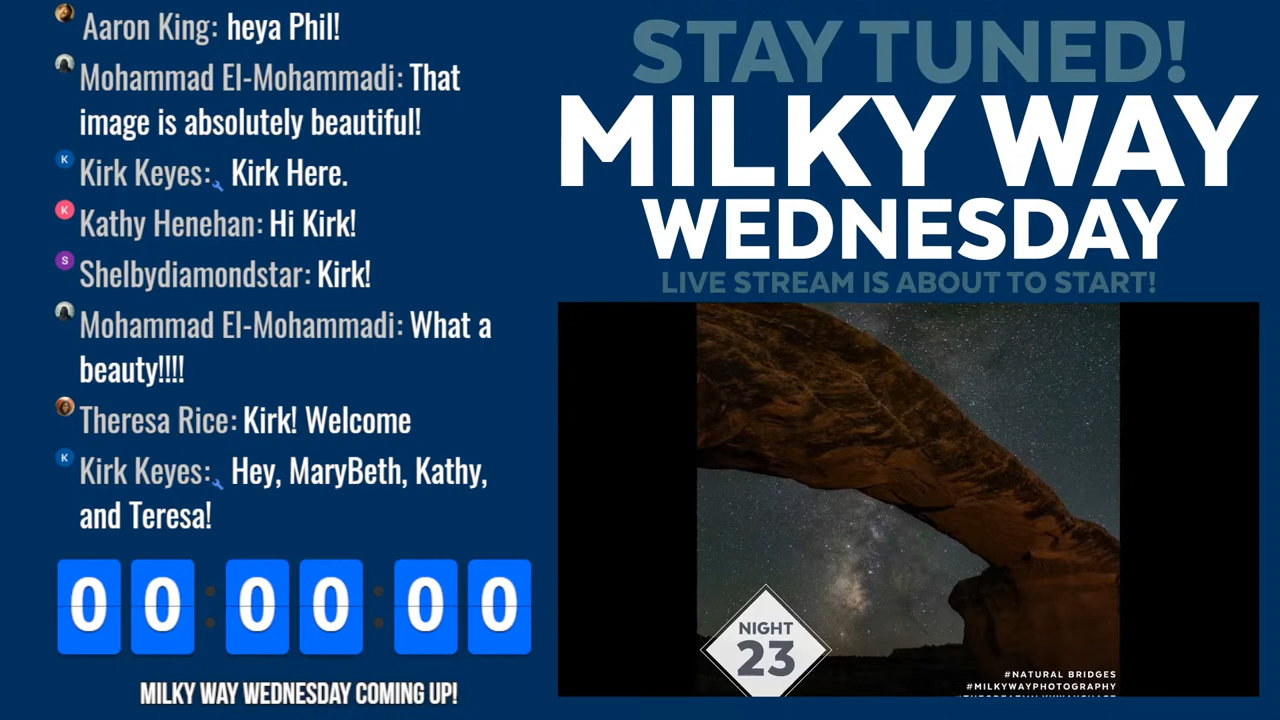 Aaron King: heya Phil!
Mohammad El-Mohammadi: That
image is absolutely beautiful!
K
Kirk Keyes: Kirk Here.
K
Kathy Henehan: Hi Kirk!
S
Shelbydiamondstar: Kirk!
Mohammad El-Mohammadi: What a
beauty!!!!
Theresa Rice: Kirk! Welcome
K
Kirk Keyes: Hey, MaryBeth, Kathy,
and Teresa!
00:00:00
MILKY WAY WEDNESDAY COMING UP!
STAY TUNED!
MILKY WAY
WEDNESDAY
LIVE STREAM IS ABOUT TO START!
NIGHT
23
#NATURAL BRIDGES
#MILKYWAYPHOTOGRAPHY